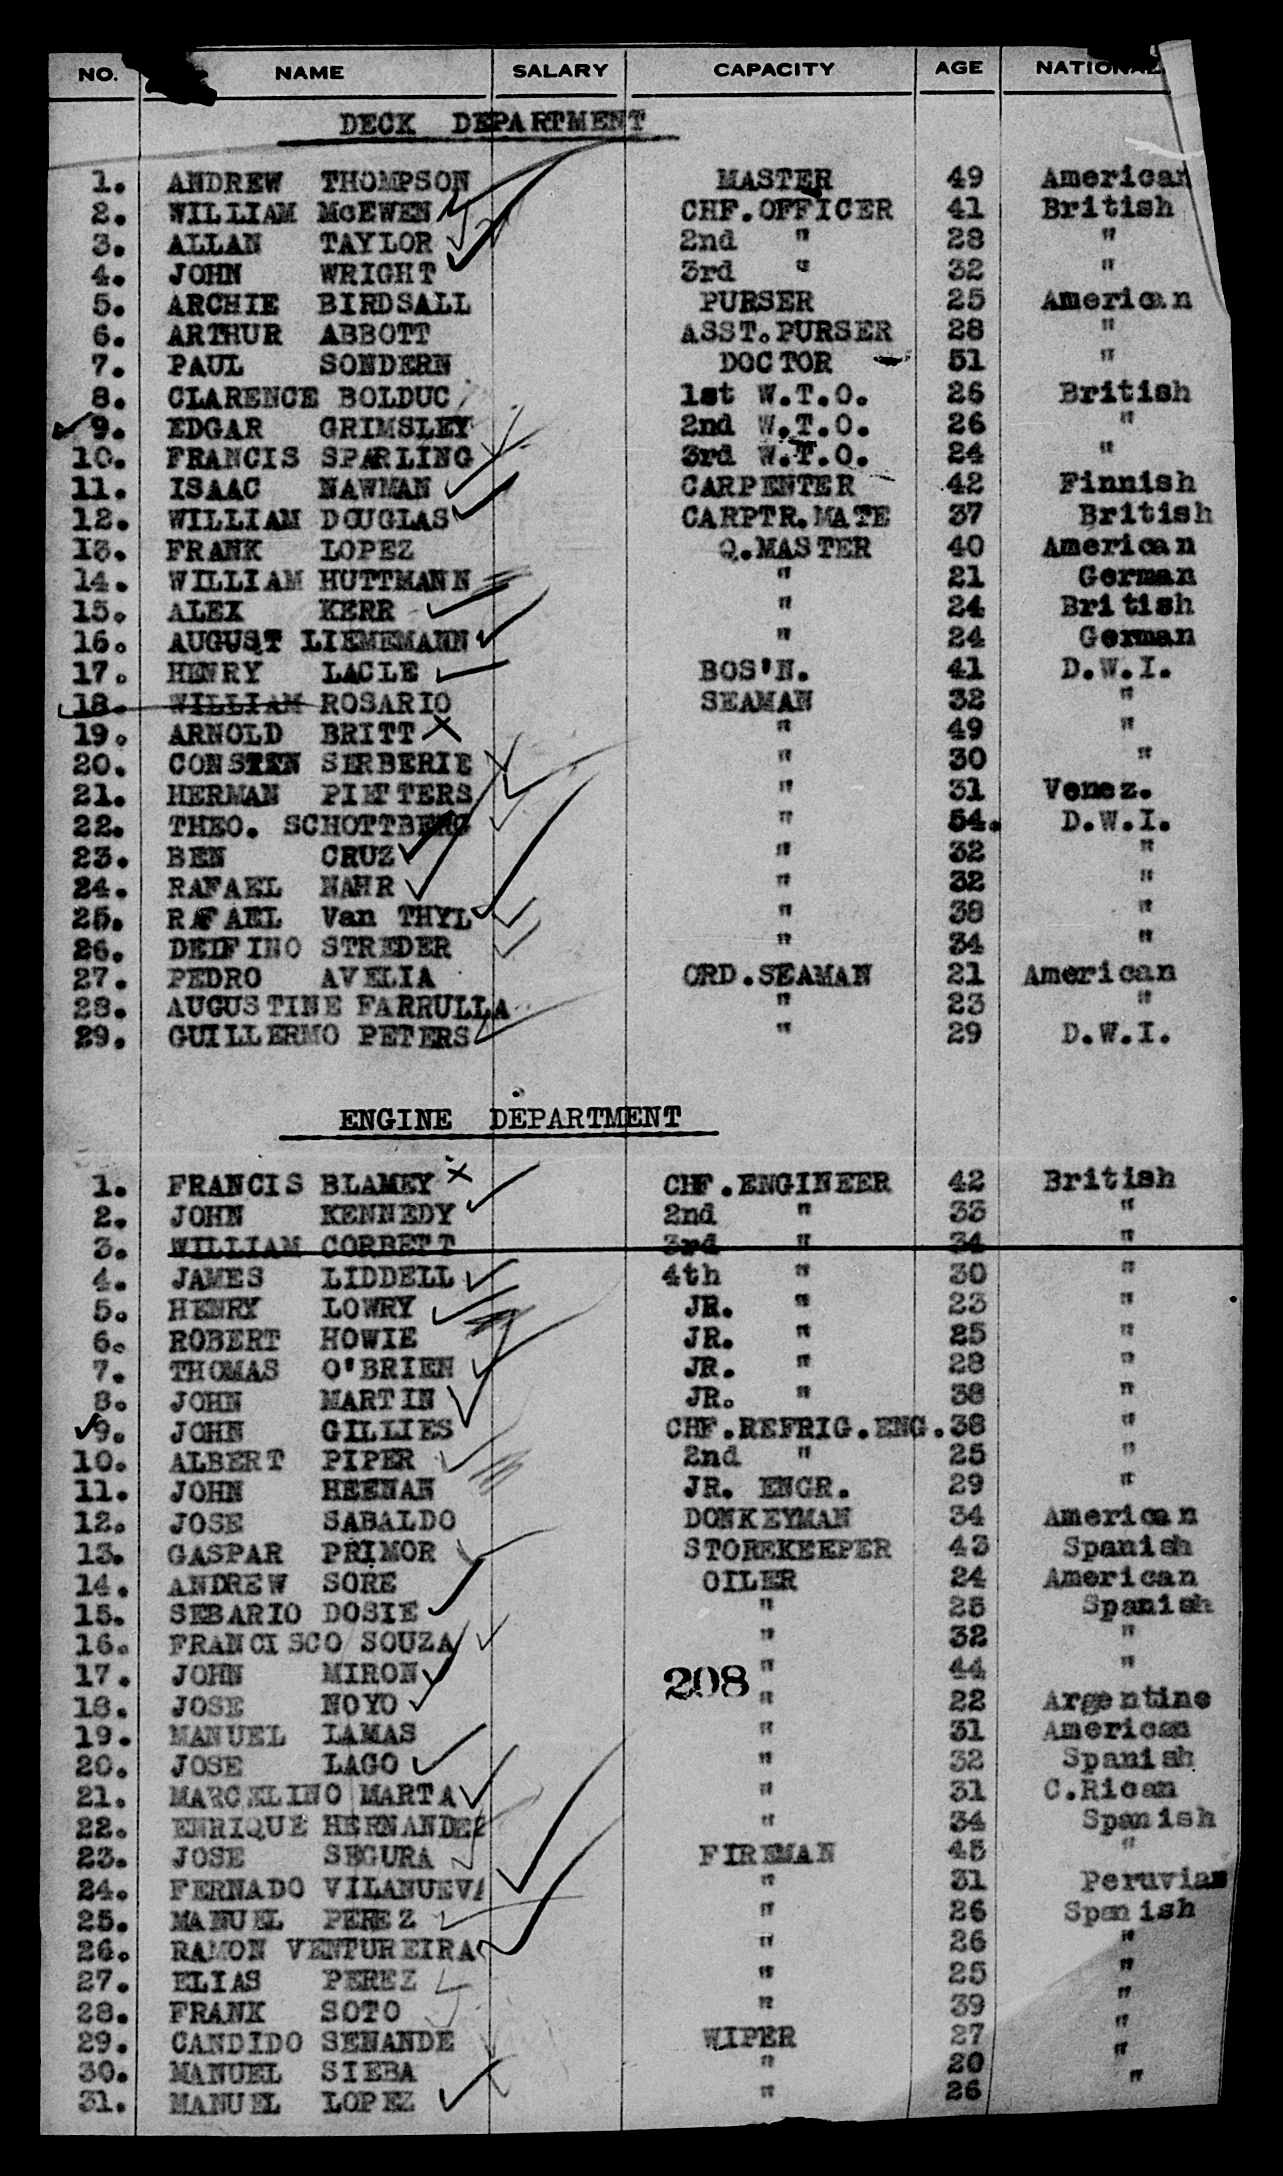 NO. NAME SALARY CAPACITY AGE
DECK DEPARTMENT
1. ANDREW THOMPSON MASTER 49 American
2. WILLIAM McEWEN CHF.OFFICER 41 British
3. ALLAN TAYLOR 2nd " 28 "
4. JOHN WRIGHT 3rd " 32 "
5. ARCHIE BIRDSALL PURSER 25 American
6. ARTHUR ABBOTT ASST.PURSER 28 "
7. PAUL SONDERN DOCTOR 51 "
8. CLARENCE BOLDUC 1st W.T.O. 26 British
9. EDGAR GRIMSLEY 2nd W.T.O. 26 "
10. FRANCIS SPARLING 3rd W.T.O. 24 "
11. ISAAC NAWMAN CARPENTER 42 Finnish
12. WILLIAM DOUGLAS CARPTR.MATE 37 British
13. FRANK LOPEZ Q.MASTER 40 American
14. WILLIAM HUTTMANN " 21 German
15. ALEX KERR " 24 British
16. AUGUST LIEMEMANN " 24 German
17. HENRY LACLE BOS'N. 41 D.W.I.
18. WILLIAM ROSARIO SEAMAN 32 "
19. ARNOLD BRITT " 49 "
20. SERBERIE " 30 "
21. HERMAN PIETTERS " 31 Venez.
22. THEO. SCHOTTBERG " 54. D.W.I.
23. BEN CRUZ " 32 "
24. RAFAEL NAHR " 32 "
25. RAFAEL Van THYL " 38 "
26. DELFINO STREDER " 34 "
27. PEDRO AVELIA ORD.SEAMAN 21 American
28. AUGUSTINE FARRULLA " 23 "
29. GUILLERMO PETERS " 29 D.W.I.
ENGINE DEPARTMENT
1. FRANCIS BLAMEY CHF.ENGINEER 42 British
2. JOHN KENNEDY 2nd " 33 "
3. WILLIAM CORBETT 3rd " 34 "
4. JAMES LIDDELL 4th " 30 "
5. HENRY LOWRY JR. " 23 "
6. ROBERT HOWIE JR. " 25 "
7. THOMAS O'BRIEN JR. " 28 "
8. JOHN MARTIN JR. " 38 "
9. JOHN GILLIES CHF.REFRIG.ENG. 38 "
10. ALBERT PIPER 2nd " 25 "
11. JOHN HEENAN JR. ENGR. 29 "
12. JOSE SABALDO DONKEYMAN 34 American
13. GASPAR PRIMOR STOREKEEPER 43 Spanish
14. ANDREW SORE OILER 24 American
15. SEBARIO DOSIE " 25 Spanish
16. FRANCISCO SOUZA " 32 "
17. JOHN MIRON " 44 "
208
18. JOSE NOYO " 22 Argentine
19. MANUEL LAMAS " 31 American
20. JOSE LAGO " 32 Spanish
21. MARCELINO MARTA " 31 C.Rican
22. ENRIQUE HERNANDEZ " 34 Spanish
23. JOSE SEGURA FIREMAN 45 "
24. FERNADO VILANUEVA " 31 Peruvian
25. MANUEL PEREZ " 26 Spanish
26. RAMON VENTUREIRA " 26 "
27. ELIAS PEREZ " 25 "
28. FRANK SOTO " 39 "
29. CANDIDO SENANDE WIPER 27 "
30. MANUEL SIEBA " 20 "
31. MANUEL LOPEZ " 26 "